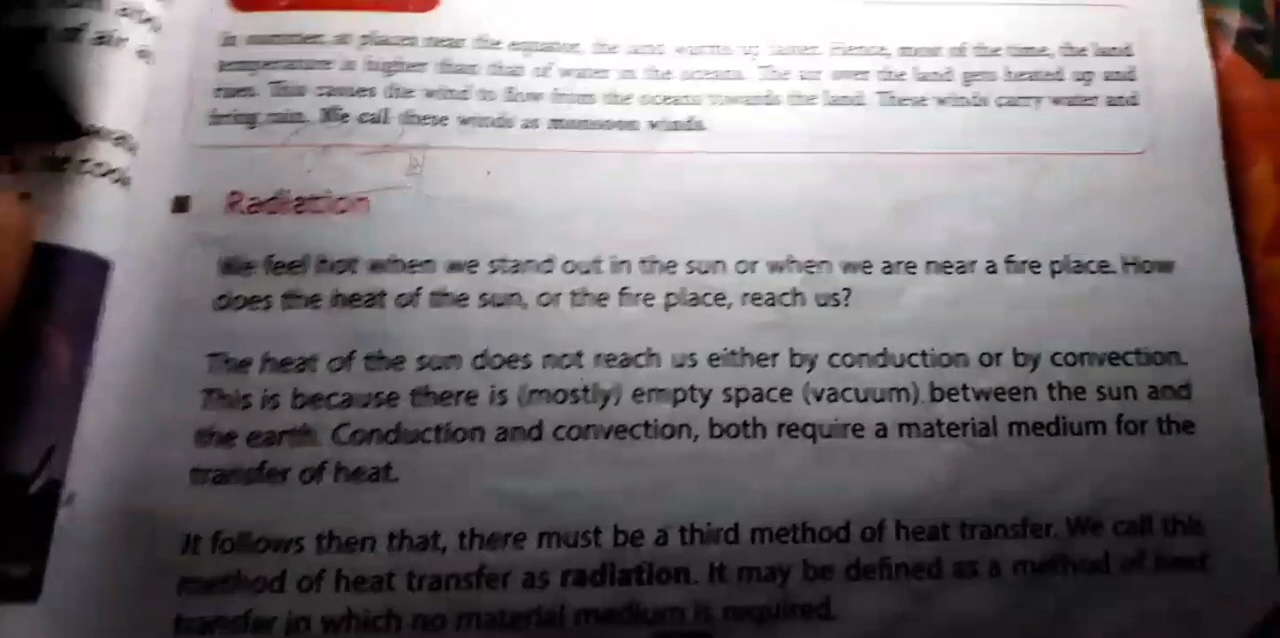 of air
In summer, at places near the equator, the land warms up faster. Hence, most of the time, the land
temperature is higher than that of water in the oceans. The air over the land gets heated up and
rises. This causes the wind to flow from the oceans towards the land. These winds carry water and
bring rain. We call these winds as monsoon winds.
Radiation
We feel hot when we stand out in the sun or when we are near a fire place. How
does the heat of the sun, or the fire place, reach us?
The heat of the sun does not reach us either by conduction or by convection.
This is because there is (mostly) empty space (vacuum) between the sun and
the earth. Conduction and convection, both require a material medium for the
transfer of heat.
It follows then that, there must be a third method of heat transfer. We call this
method of heat transfer as radiation. It may be defined as a method of heat
transfer in which no material medium is required.